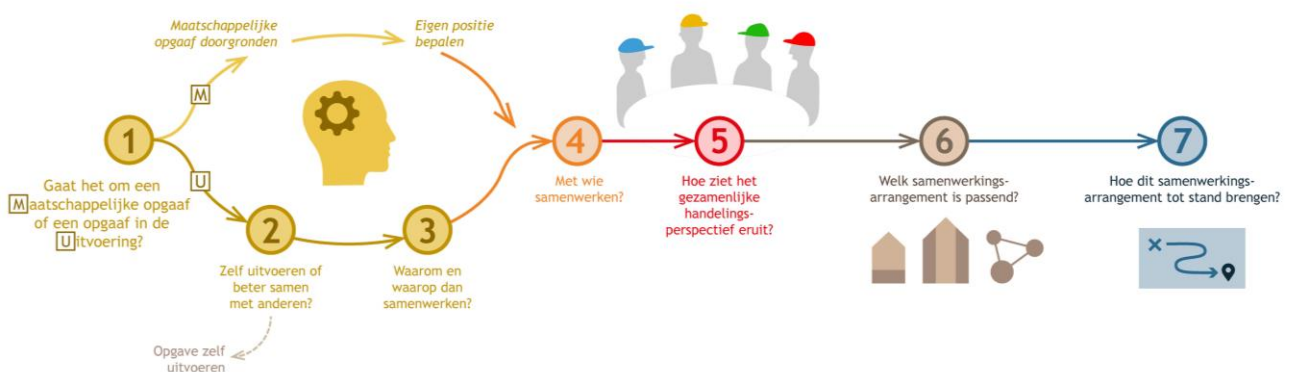 Maatschappelijke
opgaaf doorgronden
Eigen positie
bepalen
M
1
U
Gaat het om een
Maatschappelijke opgaaf
of een opgaaf in de
Uitvoering?
2
Zelf uitvoeren of
beter samen
met anderen?
Opgave zelf
uitvoeren
3
Waarom en
waarop dan
samenwerken?
4
Met wie
samenwerken?
5
Hoe ziet het
gezamenlijke
handelings-
perspectief eruit?
6
Welk samenwerkings-
arrangement is passend?
7
Hoe dit samenwerkings-
arrangement tot stand brengen?